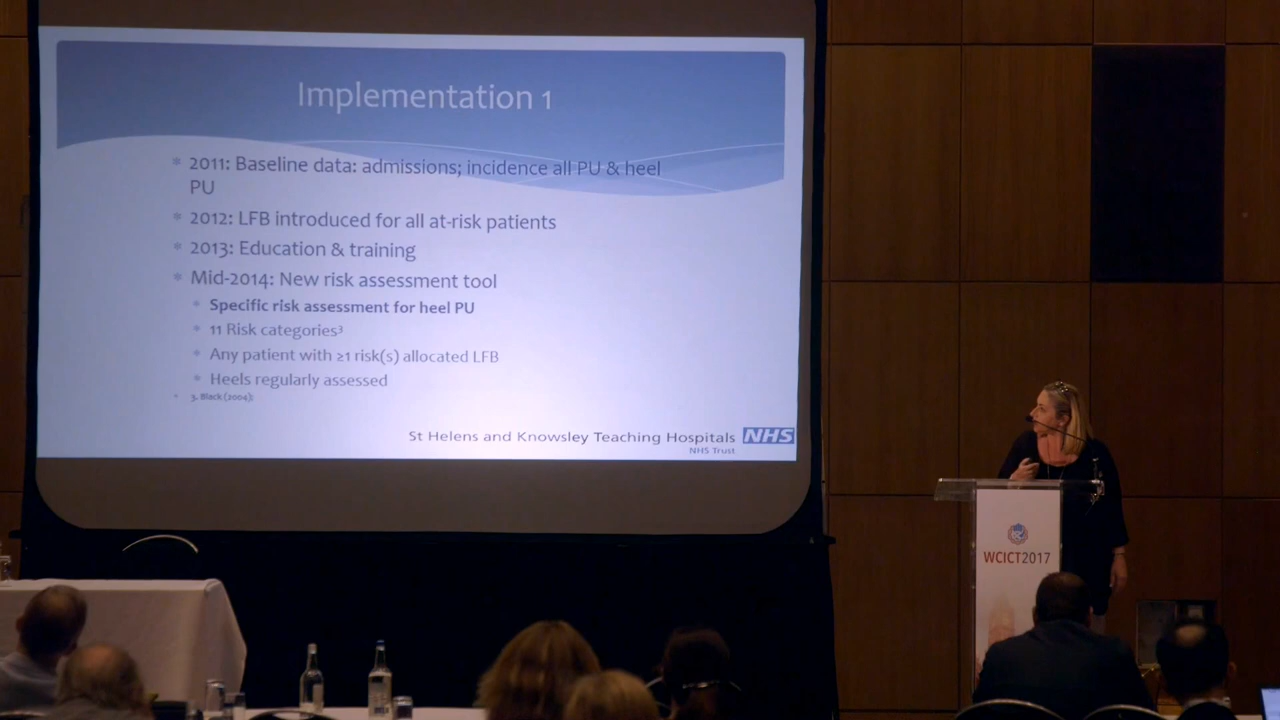 Implementation 1
* 2011: Baseline data: admissions; incidence all PU & heel
PU
* 2012: LFB introduced for all at-risk patients
* 2013: Education & training
* Mid-2014: New risk assessment tool
* Specific risk assessment for heel PU
* 11 Risk categories³
* Any patient with ≥1 risk(s) allocated LFB
* Heels regularly assessed
* 3. Black (2004);
St Helens and Knowsley Teaching Hospitals NHS
NHS Trust
WCICT2017